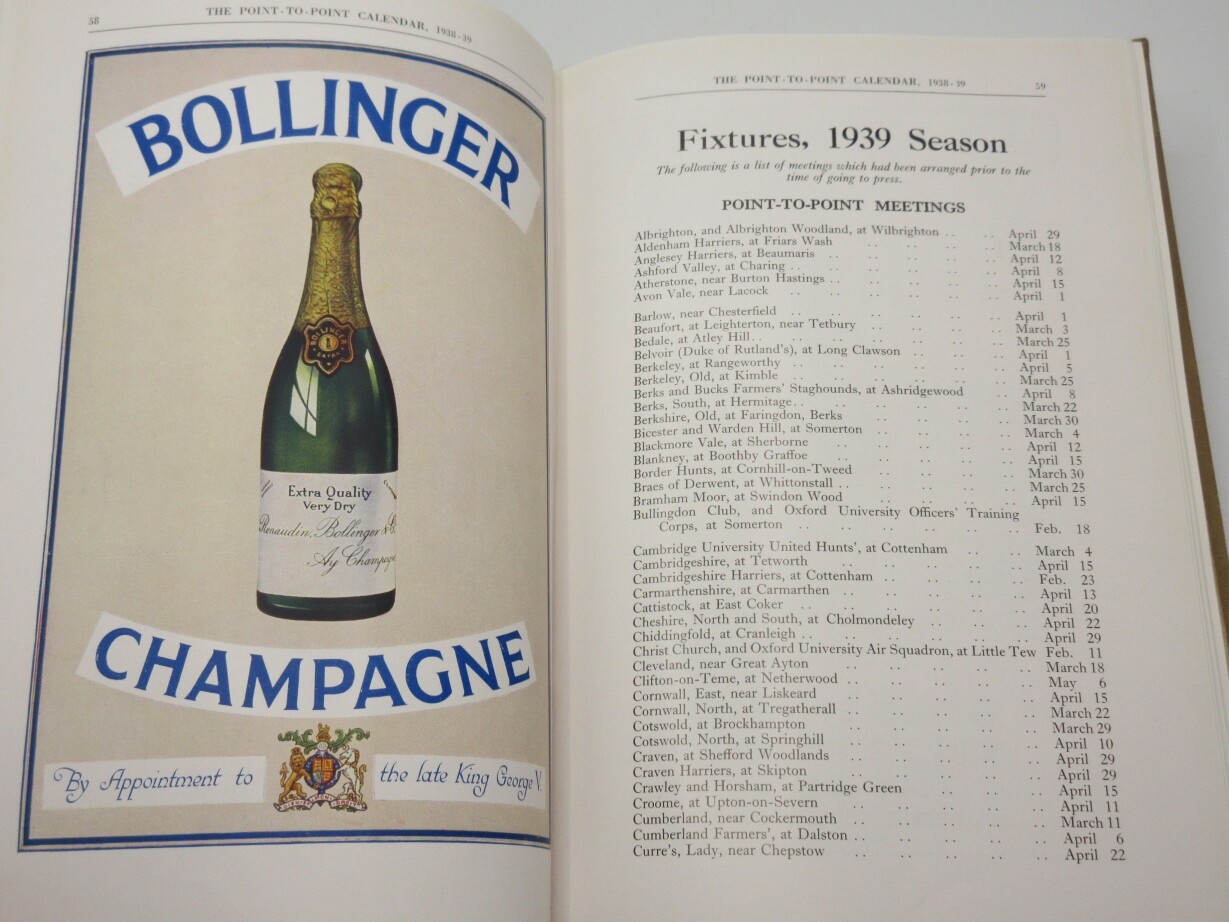 58
THE POINT-TO-POINT CALENDAR, 1938-39
BOLLINGER
BOLLINGER
Extra Quality
Very Dry
Renaudin, Bollinger & Co
Ay Champagne
CHAMPAGNE
By Appointment to the late King George V.
THE POINT-TO-POINT CALENDAR, 1938-39 59
Fixtures, 1939 Season
The following is a list of meetings which had been arranged prior to the
time of going to press.
POINT-TO-POINT MEETINGS
Albrighton, and Albrighton Woodland, at Wilbrighton .. .. April 29
Aldenham Harriers, at Friars Wash .. .. .. March 18
Anglesey Harriers, at Beaumaris .. .. .. .. April 12
Ashford Valley, at Charing .. .. .. .. .. April 8
Atherstone, near Burton Hastings .. .. .. .. April 15
Avon Vale, near Lacock .. .. .. .. .. April 1
Barlow, near Chesterfield .. .. .. .. .. April 1
Beaufort, at Leighterton, near Tetbury .. .. .. March 3
Bedale, at Atley Hill .. .. .. .. .. March 25
Belvoir (Duke of Rutland's), at Long Clawson .. .. .. April 1
Berkeley, at Rangeworthy .. .. .. .. .. April 5
Berkeley, Old, at Kimble .. .. .. .. .. March 25
Berks and Bucks Farmers' Staghounds, at Ashridgewood .. April 8
Berks, South, at Hermitage .. .. .. .. .. March 22
Berkshire, Old, at Faringdon, Berks .. .. .. March 30
Bicester and Warden Hill, at Somerton .. .. .. .. March 4
Blackmore Vale, at Sherborne .. .. .. .. .. April 12
Blankney, at Boothby Graffoe .. .. .. .. .. April 15
Border Hunts, at Cornhill-on-Tweed .. .. .. March 30
Braes of Derwent, at Whittonstall .. .. .. .. March 25
Bramham Moor, at Swindon Wood .. .. .. .. April 15
Bullingdon Club, and Oxford University Officers' Training
Corps, at Somerton .. .. .. .. .. .. Feb. 18
Cambridge University United Hunts', at Cottenham .. .. March 4
Cambridgeshire, at Tetworth .. .. .. .. .. April 15
Cambridgeshire Harriers, at Cottenham .. .. .. .. Feb. 23
Carmarthenshire, at Carmarthen .. .. .. .. .. April 13
Cattistock, at East Coker .. .. .. .. .. .. April 20
Cheshire, North and South, at Cholmondeley .. .. .. April 22
Chiddingfold, at Cranleigh .. .. .. .. .. .. April 29
Christ Church, and Oxford University Air Squadron, at Little Tew Feb. 11
Cleveland, near Great Ayton .. .. .. .. .. March 18
Clifton-on-Teme, at Netherwood .. .. .. .. .. May 6
Cornwall, East, near Liskeard .. .. .. .. .. April 15
Cornwall, North, at Tregatherall .. .. .. .. .. March 22
Cotswold, at Brockhampton .. .. .. .. March 29
Cotswold, North, at Springhill .. .. .. .. .. April 10
Craven, at Shefford Woodlands .. .. .. .. .. April 29
Craven Harriers, at Skipton .. .. .. .. .. April 29
Crawley and Horsham, at Partridge Green .. .. .. April 15
Croome, at Upton-on-Severn .. .. .. .. .. April 11
Cumberland, near Cockermouth .. .. .. .. March 11
Cumberland Farmers', at Dalston .. .. .. .. .. April 6
Curre's, Lady, near Chepstow .. .. .. .. .. April 22